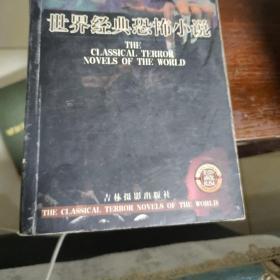 世界经典恐怖小说
THE
CLASSICAL TERROR
NOVELS OF THE WORLD
吉林摄影出版社
THE CLASSICAL TERROR NOVELS OF THE WORLD